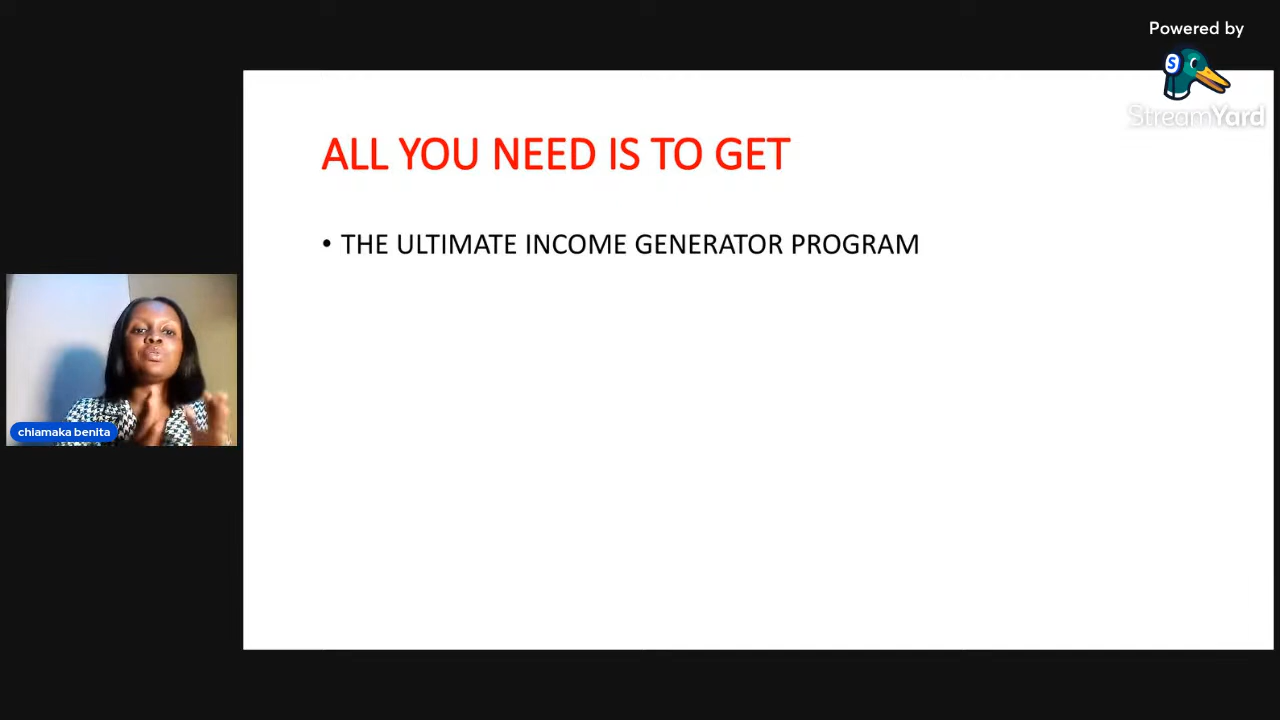 Powered by
S
StreamYard
ALL YOU NEED IS TO GET
• THE ULTIMATE INCOME GENERATOR PROGRAM
chiamaka benita